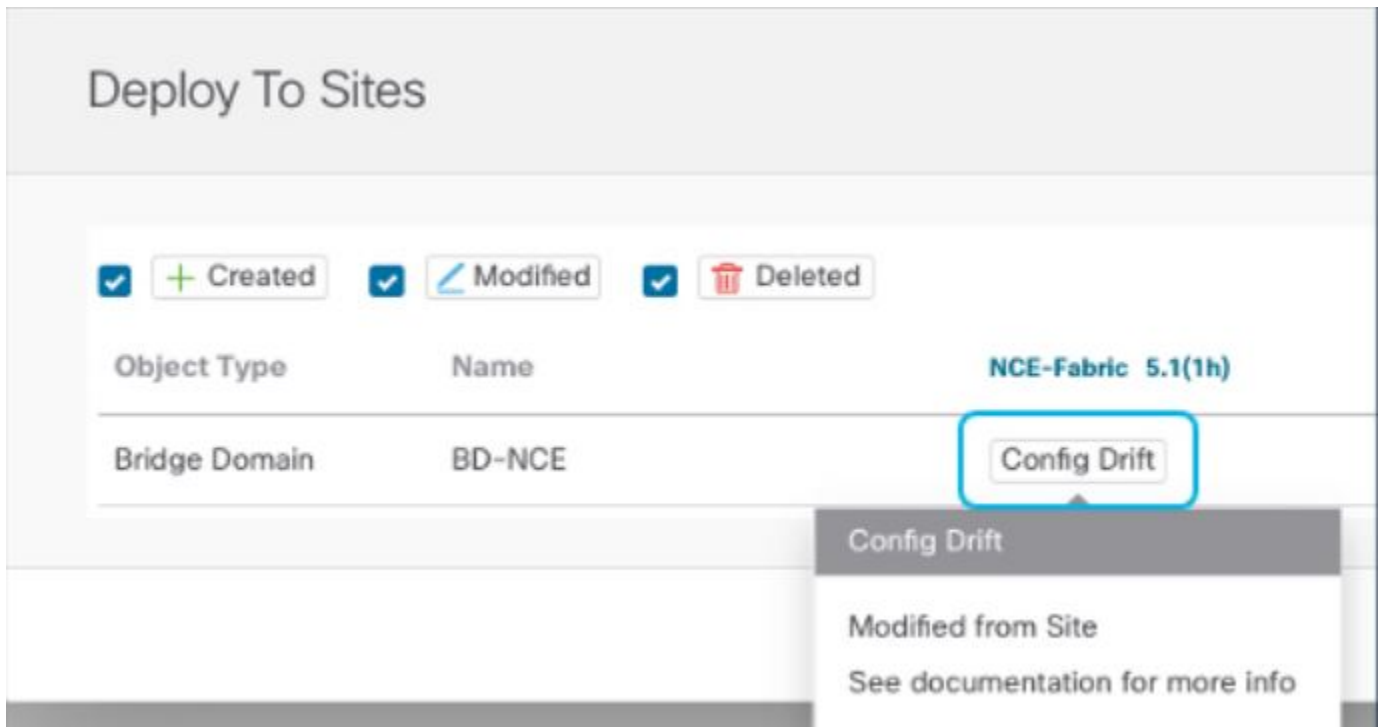 Deploy To Sites
Created Modified Deleted
Object Type Name NCE-Fabric 5.1(1h)
Bridge Domain BD-NCE Config Drift
Config Drift
Modified from Site
See documentation for more info